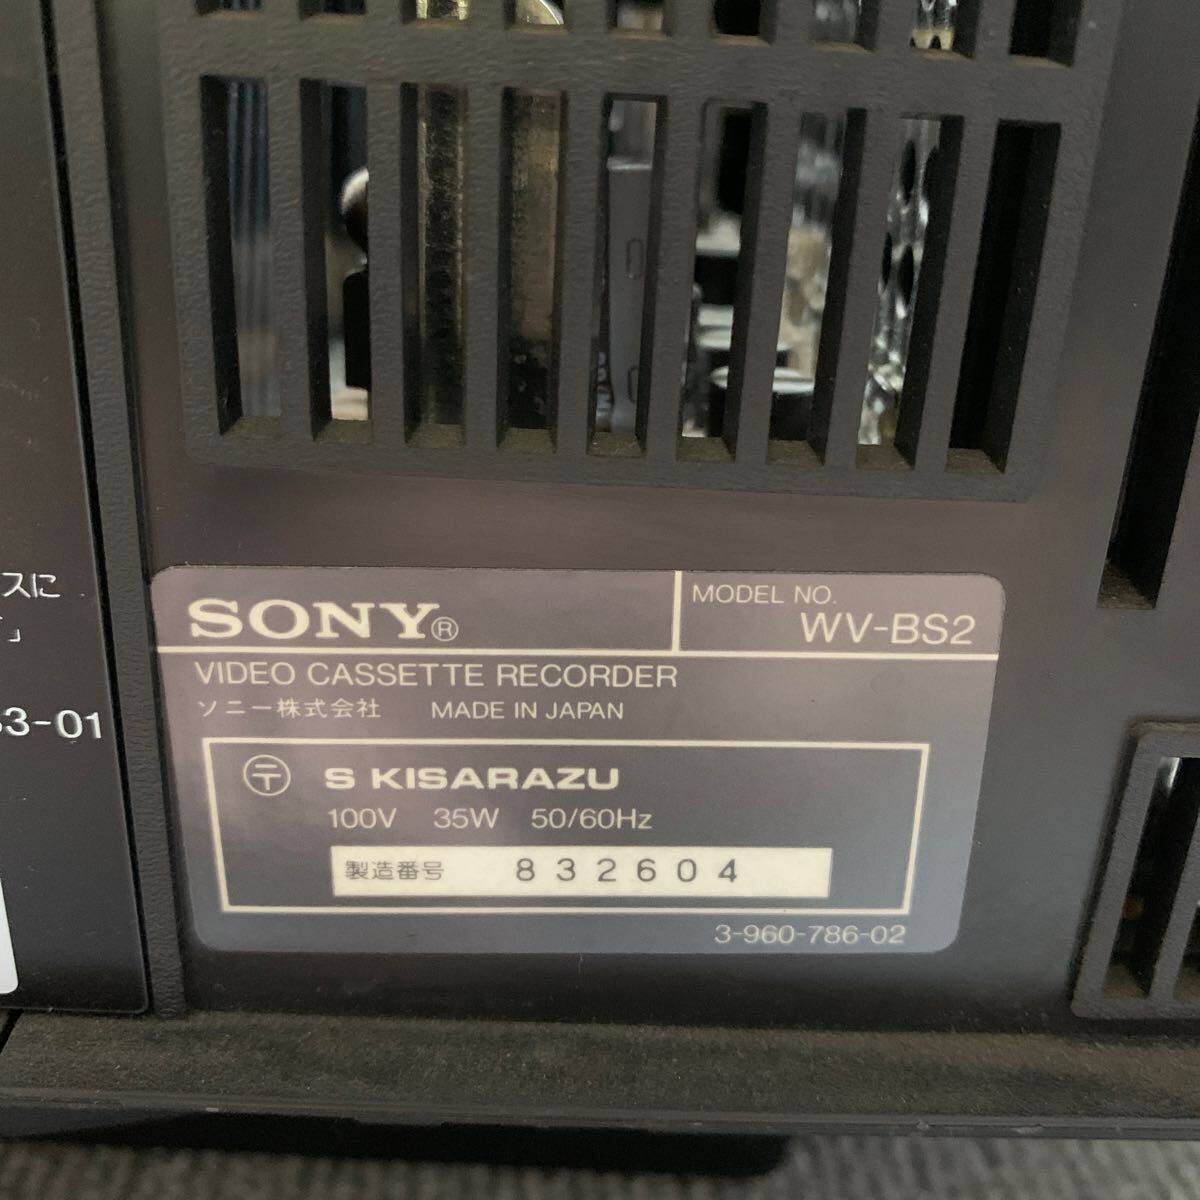 スに
」
3-01
SONY®
MODEL NO.
WV-BS2
VIDEO CASSETTE RECORDER
ソニー株式会社 MADE IN JAPAN
〒 S KISARAZU
100V 35W 50/60Hz
製造番号 832604
3-960-786-02